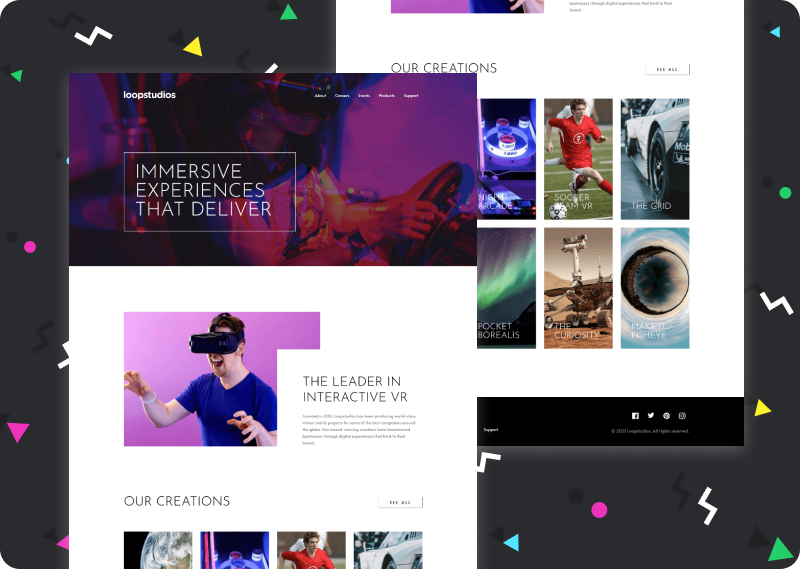 loopstudios
About Careers Events Products Support
IMMERSIVE
EXPERIENCES
THAT DELIVER
THE LEADER IN
INTERACTIVE VR
Founded in 2011, Loopstudios has been producing world-class
virtual reality projects for some of the best companies around
the globe. Our award-winning creations have transformed
businesses through digital experiences that bind to their
brand.
OUR CREATIONS
SEE ALL
businesses through digital experiences that bind to their
brand.
OUR CREATIONS
SEE ALL
NIGHT
ARCADE
SOCCER
TEAM VR
THE GRID
POCKET
BOREALIS
THE
CURIOSITY
MAKE IT
FISHEYE
Support
© 2021 Loopstudios. All rights reserved.